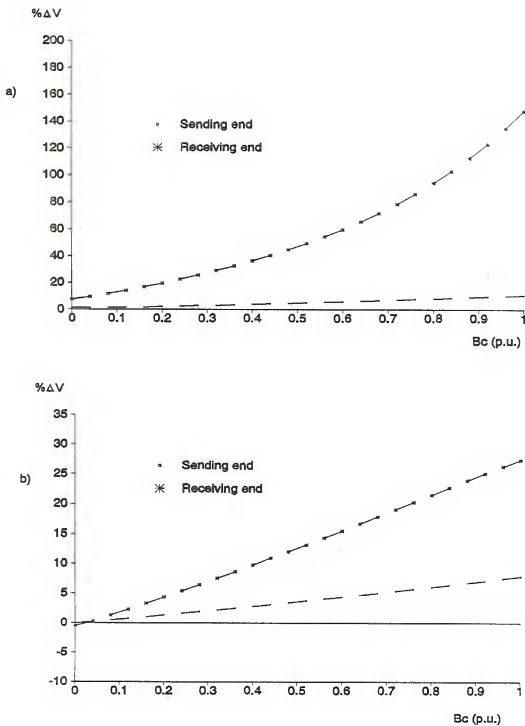 %△V
a)
200
180
160
140
120
100
80
60
40
20
0
Sending end
Receiving end
0 0.1 0.2 0.3 0.4 0.5 0.6 0.7 0.8 0.9 1
Bc (p.u.)
%△V
b)
35
30
25
20
15
10
5
0
-5
-10
Sending end
Receiving end
0 0.1 0.2 0.3 0.4 0.5 0.6 0.7 0.8 0.9 1
Bc (p.u.)